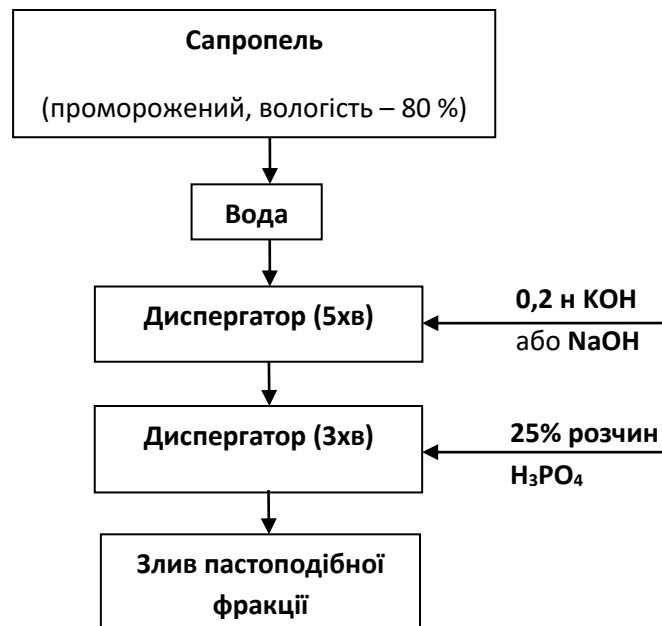 Сапропель
(проморожений, вологість – 80 %)
Вода
Диспергатор (5хв)
0,2 н KOH
або NaOH
Диспергатор (3хв)
25% розчин
H₃PO₄
Злив пастоподібної
фракції